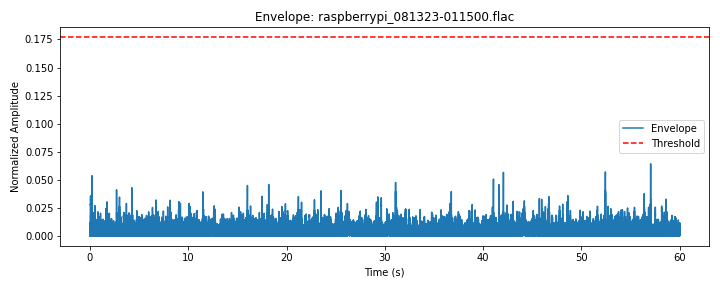 Envelope: raspberrypi_081323-011500.flac
Normalized Amplitude
0.175
0.150
0.125
0.100
0.075
0.050
0.025
0.000
Envelope
Threshold
0 10 20 30 40 50 60
Time (s)